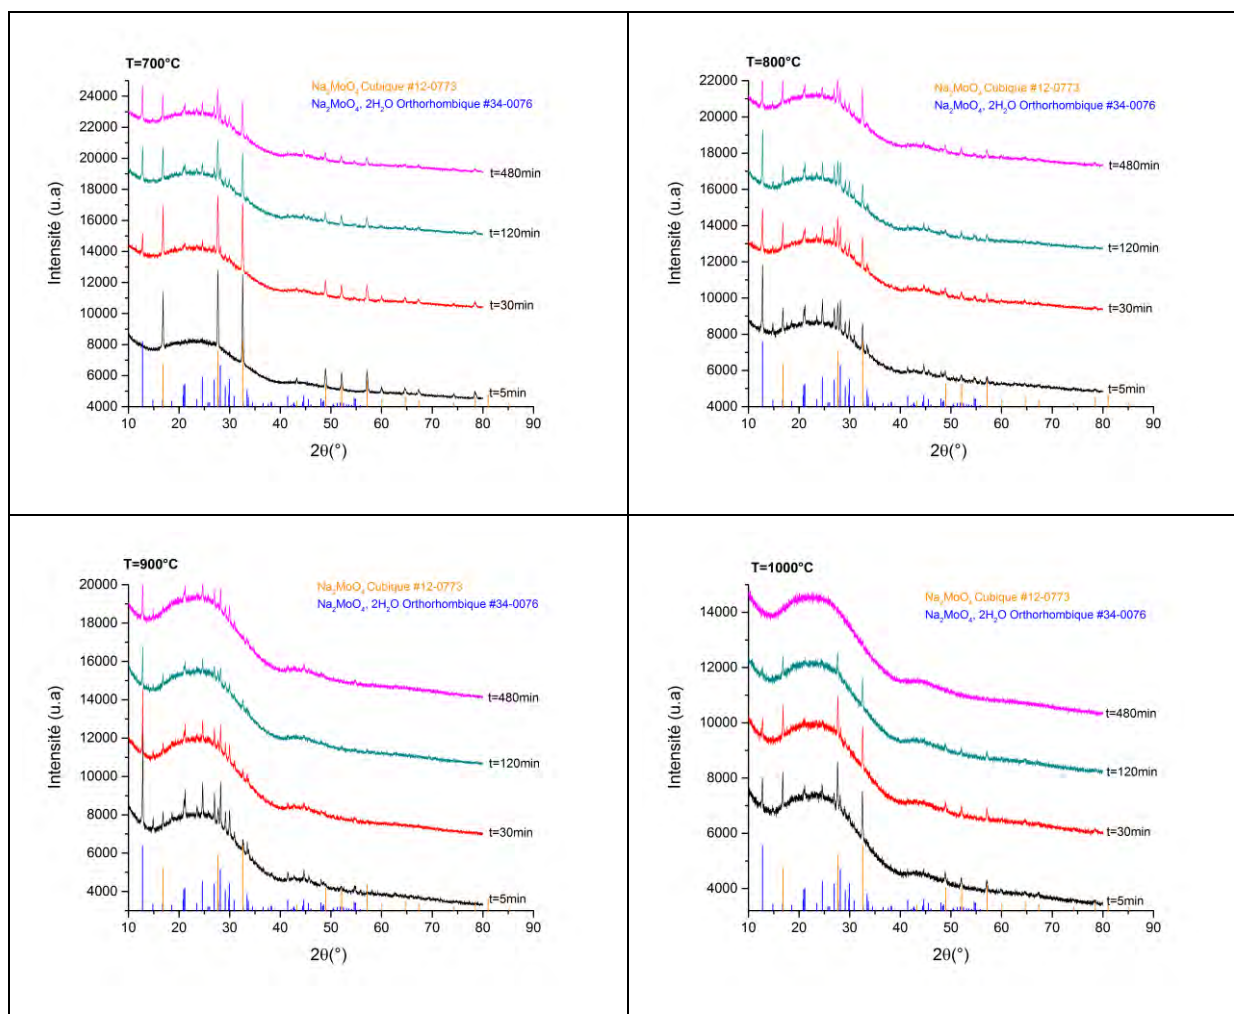 T=700°C
Na₂MoO₄ Cubique #12-0773
Na₂MoO₄, 2H₂O Orthorhombique #34-0076
24000
22000
20000
18000
16000
14000
12000
10000
8000
6000
4000
Intensité (u.a)
t=480min
t=120min
t=30min
t=5min
10 20 30 40 50 60 70 80 90
2θ(°)
T=800°C
Na₂MoO₄ Cubique #12-0773
Na₂MoO₄, 2H₂O Orthorhombique #34-0076
22000
20000
18000
16000
14000
12000
10000
8000
6000
4000
Intensité (u.a)
t=480min
t=120min
t=30min
t=5min
10 20 30 40 50 60 70 80 90
2θ(°)
T=900°C
Na₂MoO₄ Cubique #12-0773
Na₂MoO₄, 2H₂O Orthorhombique #34-0076
20000
18000
16000
14000
12000
10000
8000
6000
4000
Intensité (u.a)
t=480min
t=120min
t=30min
t=5min
10 20 30 40 50 60 70 80 90
2θ(°)
T=1000°C
Na₂MoO₄ Cubique #12-0773
Na₂MoO₄, 2H₂O Orthorhombique #34-0076
14000
12000
10000
8000
6000
4000
Intensité (u.a)
t=480min
t=120min
t=30min
t=5min
10 20 30 40 50 60 70 80 90
2θ(°)